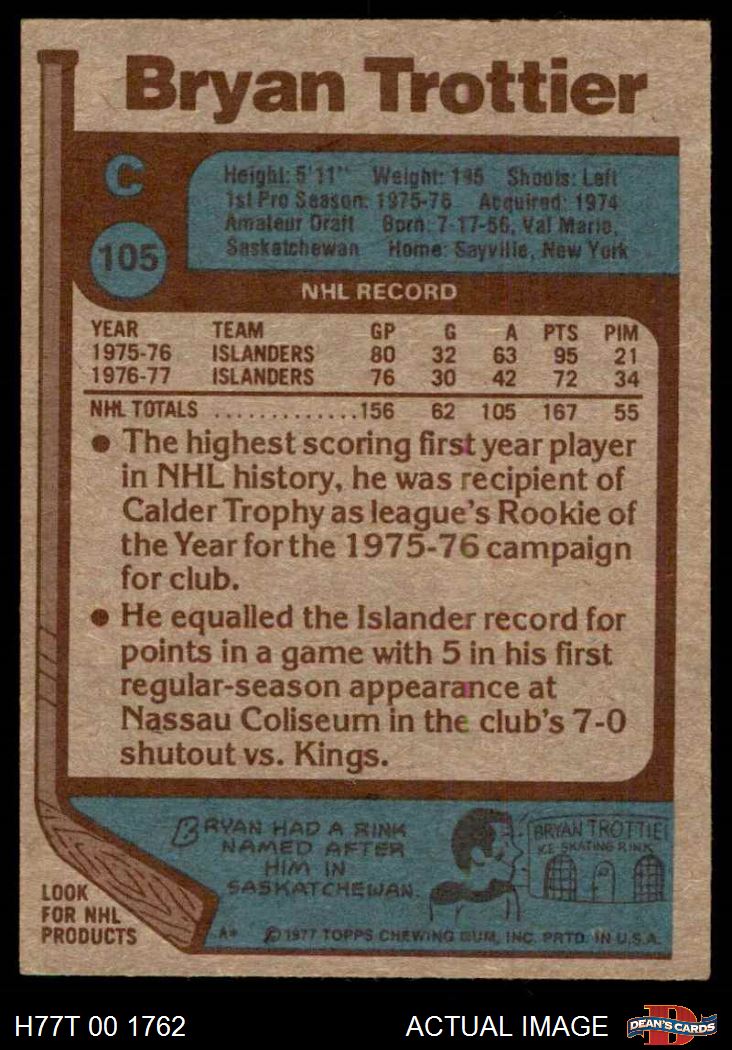 Bryan Trottier
C
105
Height: 5'11" Weight: 195 Shoots: Left
1st Pro Season: 1975-76 Acquired: 1974
Amateur Draft Born: 7-17-56, Val Marie,
Saskatchewan Home: Sayville, New York
NHL RECORD
YEAR TEAM GP G A PTS PIM
1975-76 ISLANDERS 80 32 63 95 21
1976-77 ISLANDERS 76 30 42 72 34
NHL TOTALS .............156 62 105 167 55
● The highest scoring first year player
in NHL history, he was recipient of
Calder Trophy as league's Rookie of
the Year for the 1975-76 campaign
for club.
● He equalled the Islander record for
points in a game with 5 in his first
regular-season appearance at
Nassau Coliseum in the club's 7-0
shutout vs. Kings.
BRYAN HAD A RINK
NAMED AFTER
HIM IN
SASKATCHEWAN.
BRYAN TROTTIE
ICE SKATING RINK
LOOK
FOR NHL
PRODUCTS
A* © 1977 TOPPS CHEWING GUM, INC. PRTD. IN U.S.A.
H77T 00 1762 ACTUAL IMAGE D DEAN'S CARDS